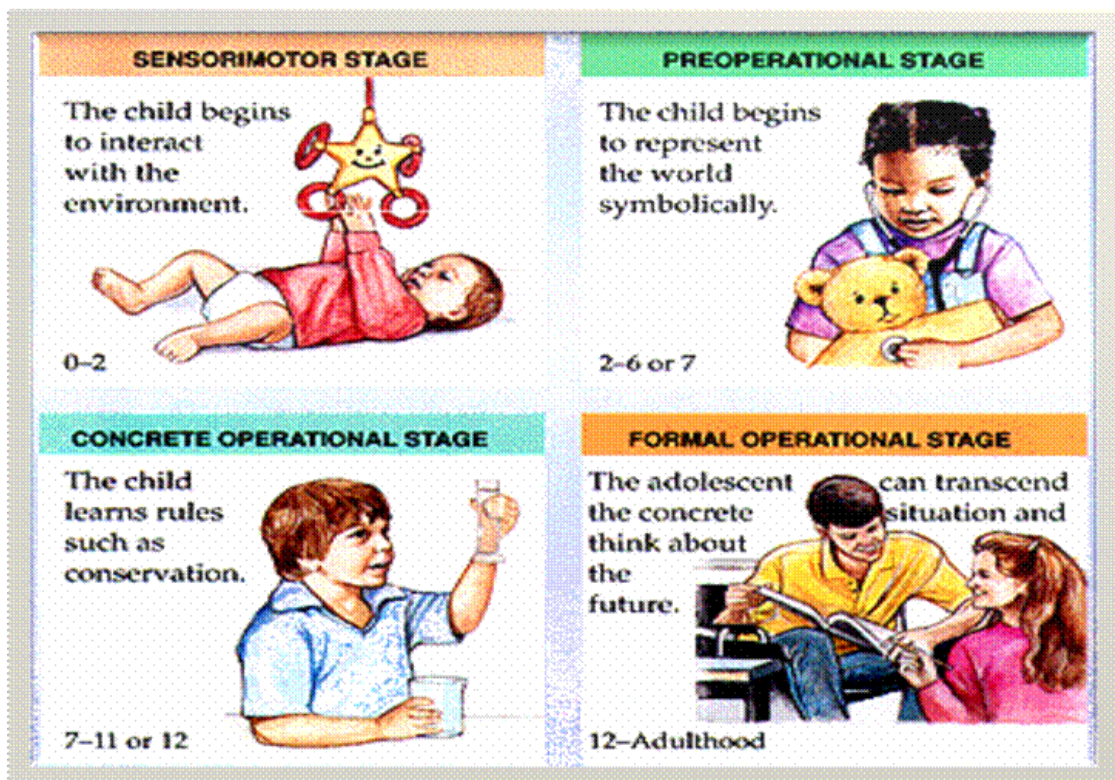 SENSORIMOTOR STAGE
The child begins
to interact
with the
environment.
0–2
PREOPERATIONAL STAGE
The child begins
to represent
the world
symbolically.
2–6 or 7
CONCRETE OPERATIONAL STAGE
The child
learns rules
such as
conservation.
7–11 or 12
FORMAL OPERATIONAL STAGE
The adolescent can transcend
the concrete situation and
think about
the
future.
12–Adulthood